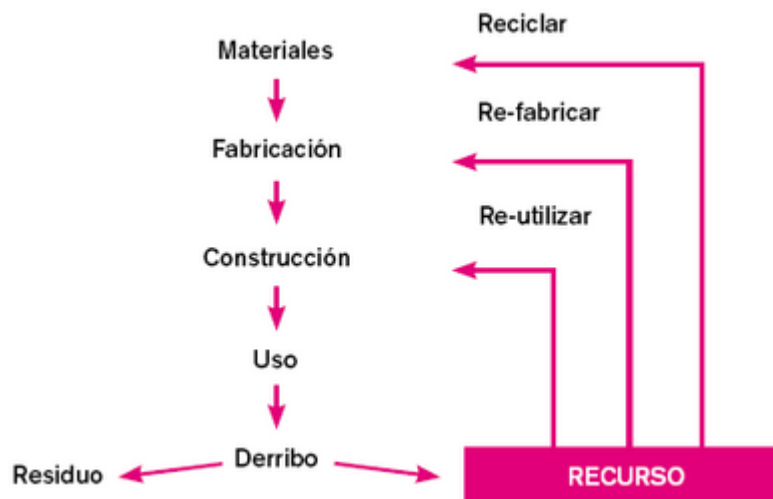 Reciclar
Materiales
Re-fabricar
Fabricación
Re-utilizar
Construcción
Uso
Derribo
Residuo
RECURSO